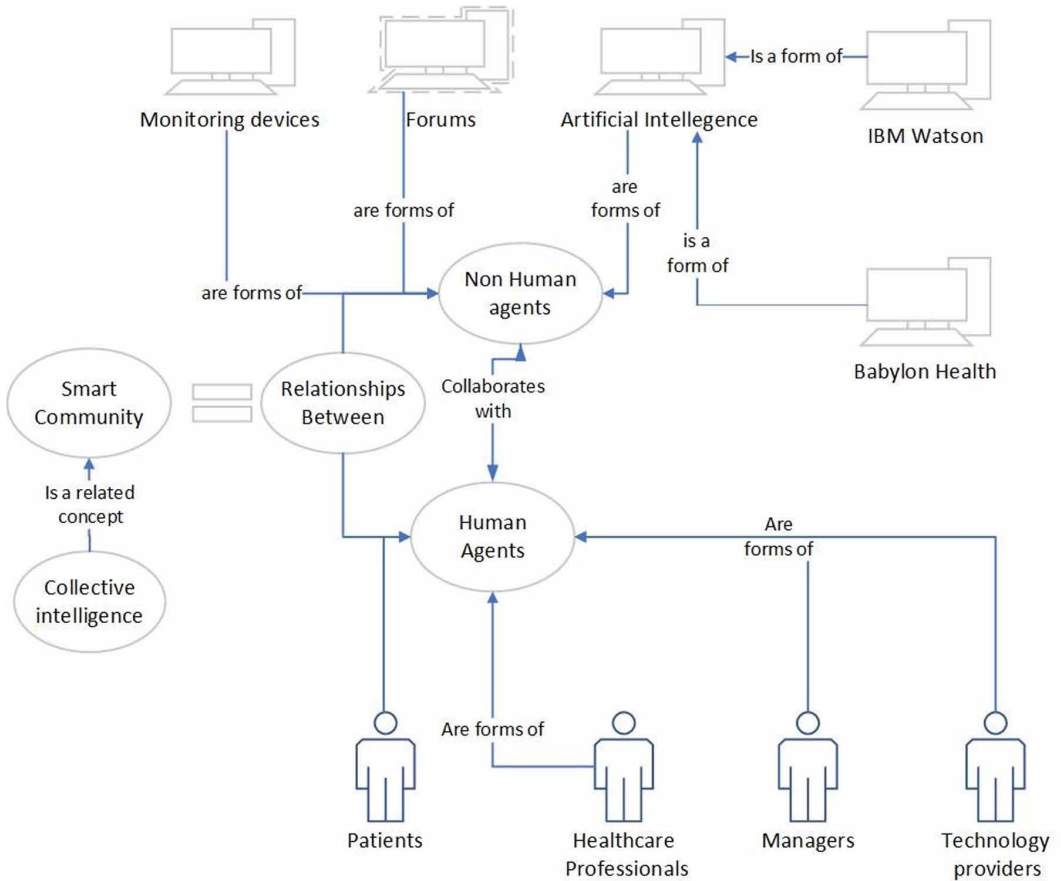 Monitoring devices
Forums
Artificial Intellegence
Is a form of
IBM Watson
are forms of
are
forms of
is a
form of
are forms of
Non Human
agents
Babylon Health
Smart
Community
Relationships
Between
Collaborates
with
Is a related
concept
Human
Agents
Are
forms of
Collective
intelligence
Are forms of
Patients
Healthcare
Professionals
Managers
Technology
providers